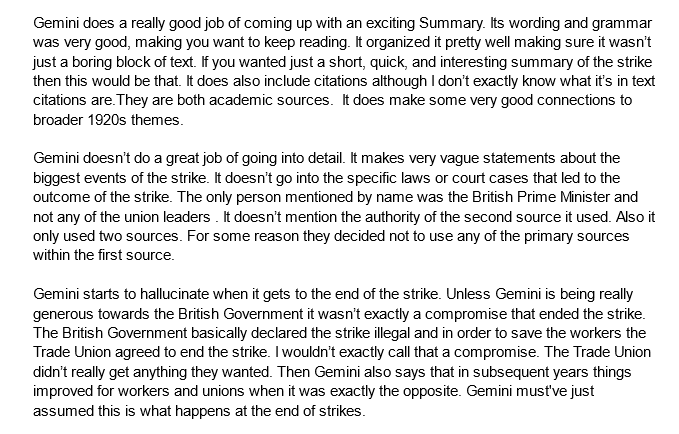 Gemini does a really good job of coming up with an exciting Summary. Its wording and grammar
was very good, making you want to keep reading. It organized it pretty well making sure it wasn't
just a boring block of text. If you wanted just a short, quick, and interesting summary of the strike
then this would be that. It does also include citations although I don't exactly know what it's in text
citations are.They are both academic sources.  It does make some very good connections to
broader 1920s themes.

Gemini doesn't do a great job of going into detail. It makes very vague statements about the
biggest events of the strike. It doesn't go into the specific laws or court cases that led to the
outcome of the strike. The only person mentioned by name was the British Prime Minister and
not any of the union leaders . It doesn't mention the authority of the second source it used. Also it
only used two sources. For some reason they decided not to use any of the primary sources
within the first source.

Gemini starts to hallucinate when it gets to the end of the strike. Unless Gemini is being really
generous towards the British Government it wasn't exactly a compromise that ended the strike.
The British Government basically declared the strike illegal and in order to save the workers the
Trade Union agreed to end the strike. I wouldn't exactly call that a compromise. The Trade Union
didn't really get anything they wanted. Then Gemini also says that in subsequent years things
improved for workers and unions when it was exactly the opposite. Gemini must've just
assumed this is what happens at the end of strikes.